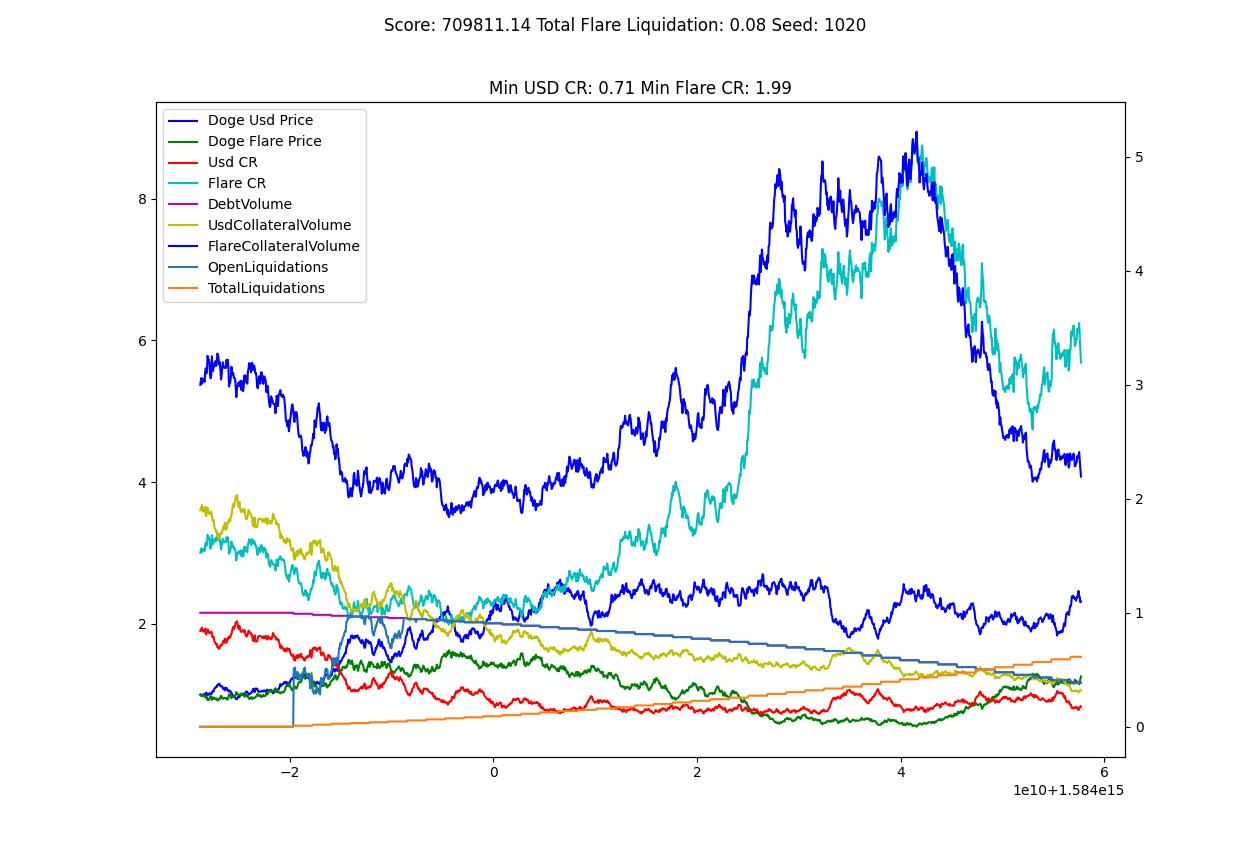 Score: 709811.14 Total Flare Liquidation: 0.08 Seed: 1020
Min USD CR: 0.71 Min Flare CR: 1.99
Doge Usd Price
Doge Flare Price
Usd CR
Flare CR
DebtVolume
UsdCollateralVolume
FlareCollateralVolume
OpenLiquidations
TotalLiquidations
8
6
4
2
5
4
3
2
1
0
−2
0
2
4
6
1e10+1.584e15